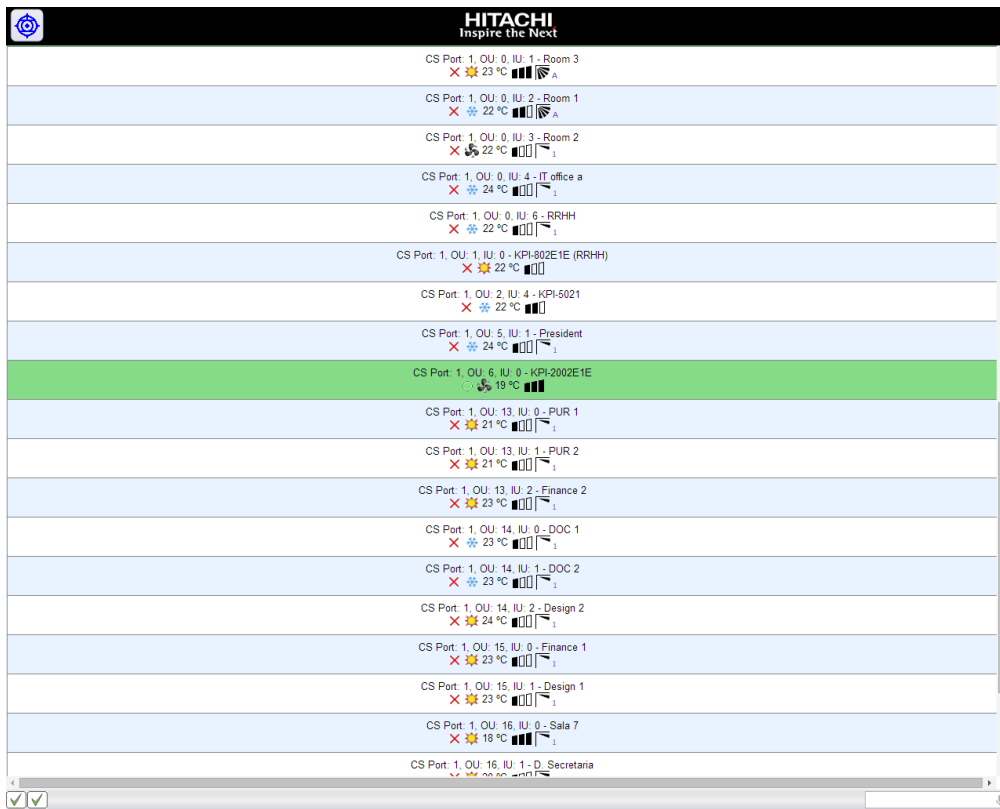 HITACHI
Inspire the Next
CS Port: 1, OU: 0, IU: 1 - Room 3
23 ºC A
CS Port: 1, OU: 0, IU: 2 - Room 1
22 ºC A
CS Port: 1, OU: 0, IU: 3 - Room 2
22 ºC 1
CS Port: 1, OU: 0, IU: 4 - IT office a
24 ºC 1
CS Port: 1, OU: 0, IU: 6 - RRHH
22 ºC 1
CS Port: 1, OU: 1, IU: 0 - KPI-802E1E (RRHH)
22 ºC
CS Port: 1, OU: 2, IU: 4 - KPI-5021
22 ºC
CS Port: 1, OU: 5, IU: 1 - President
24 ºC 1
CS Port: 1, OU: 6, IU: 0 - KPI-2002E1E
19 ºC
CS Port: 1, OU: 13, IU: 0 - PUR 1
21 ºC 1
CS Port: 1, OU: 13, IU: 1 - PUR 2
21 ºC 1
CS Port: 1, OU: 13, IU: 2 - Finance 2
23 ºC 1
CS Port: 1, OU: 14, IU: 0 - DOC 1
23 ºC 1
CS Port: 1, OU: 14, IU: 1 - DOC 2
23 ºC 1
CS Port: 1, OU: 14, IU: 2 - Design 2
24 ºC 1
CS Port: 1, OU: 15, IU: 0 - Finance 1
23 ºC 1
CS Port: 1, OU: 15, IU: 1 - Design 1
23 ºC 1
CS Port: 1, OU: 16, IU: 0 - Sala 7
18 ºC 1
CS Port: 1, OU: 16, IU: 1 - D. Secretaria